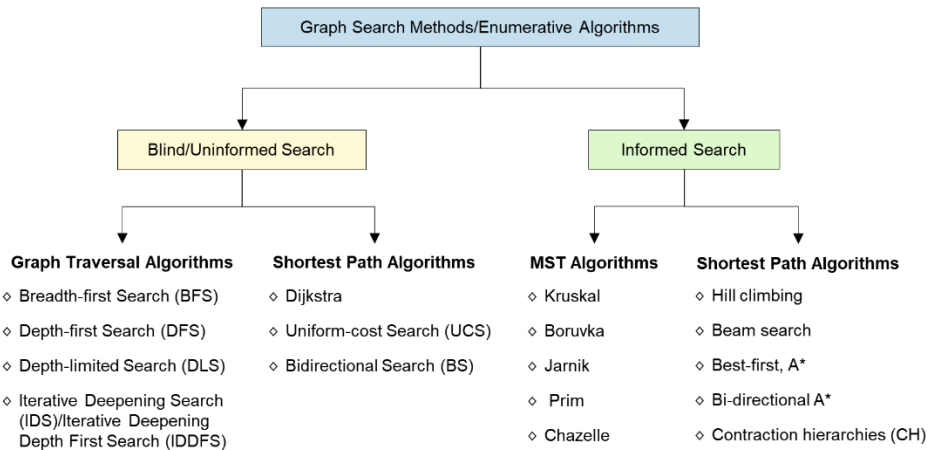 Graph Search Methods/Enumerative Algorithms
Blind/Uninformed Search
Informed Search
Graph Traversal Algorithms
◇ Breadth-first Search (BFS)
◇ Depth-first Search (DFS)
◇ Depth-limited Search (DLS)
◇ Iterative Deepening Search
(IDS)/Iterative Deepening
Depth First Search (IDDFS)
Shortest Path Algorithms
◇ Dijkstra
◇ Uniform-cost Search (UCS)
◇ Bidirectional Search (BS)
MST Algorithms
◇ Kruskal
◇ Boruvka
◇ Jarnik
◇ Prim
◇ Chazelle
Shortest Path Algorithms
◇ Hill climbing
◇ Beam search
◇ Best-first, A*
◇ Bi-directional A*
◇ Contraction hierarchies (CH)